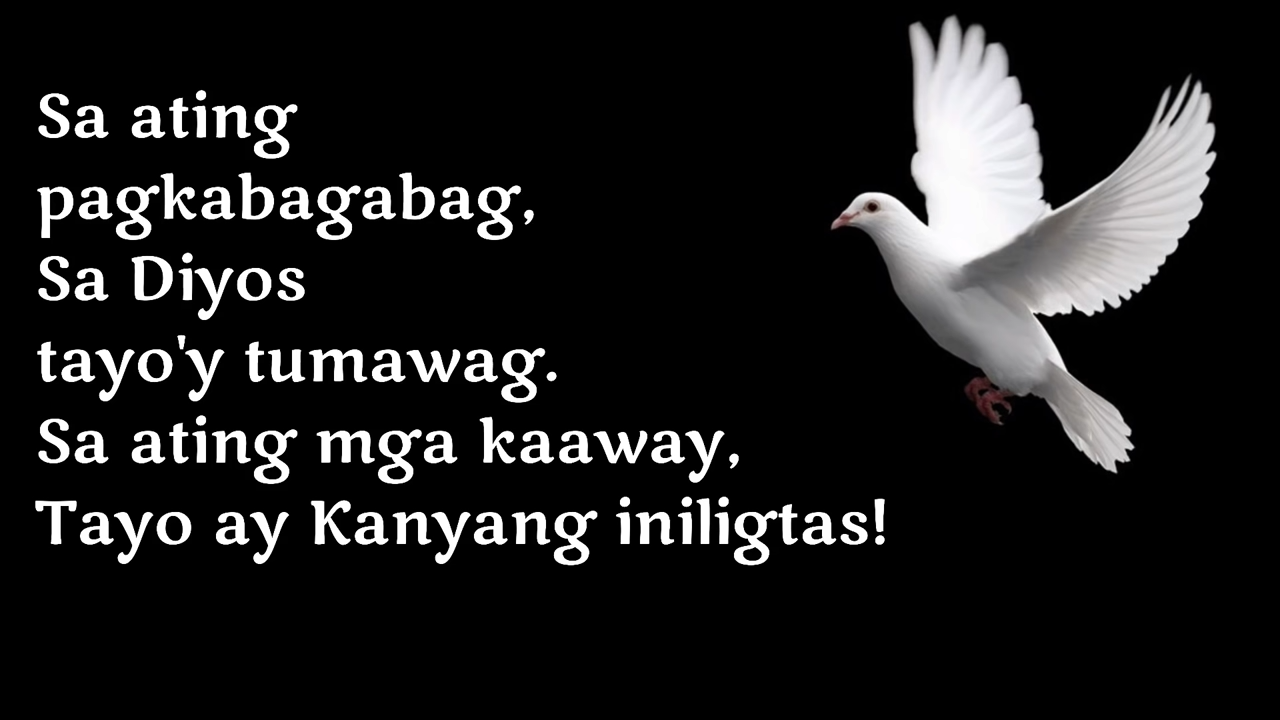 Sa ating
pagkabagabag,
Sa Diyos
tayo'y tumawag.
Sa ating mga kaaway,
Tayo ay Kanyang iniligtas!